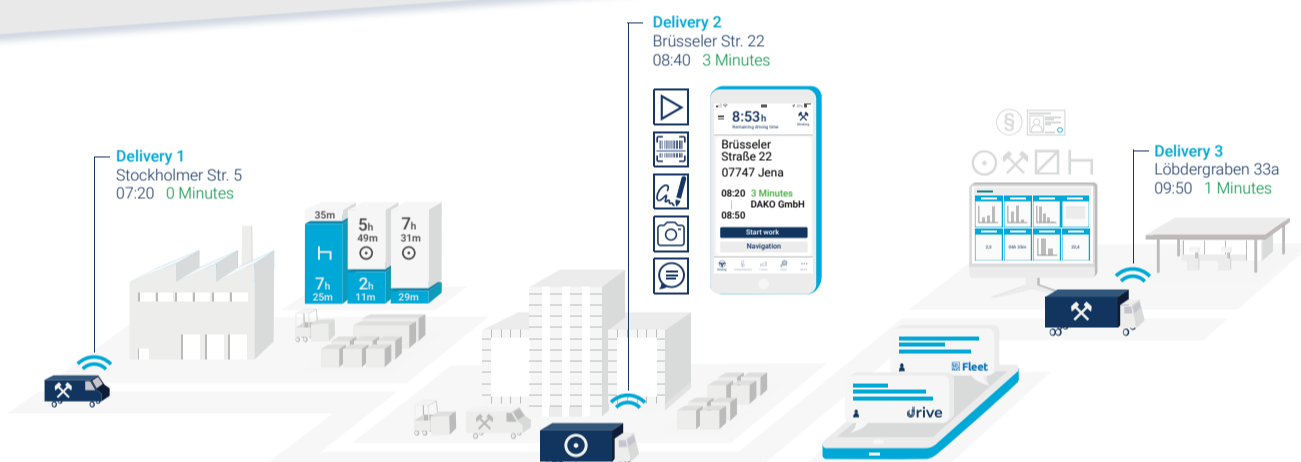 Delivery 1
Stockholmer Str. 5
07:20 0 Minutes
35m
7h
25m
5h
49m
2h
11m
7h
31m
29m
Delivery 2
Brüsseler Str. 22
08:40 3 Minutes
8:53h
Remaining driving time
Working
Brüsseler
Straße 22
07747 Jena
08:20 3 Minutes
DAKO GmbH
08:50
Start work
Navigation
§
Delivery 3
Löbdergraben 33a
09:50 1 Minutes
Fleet
drive